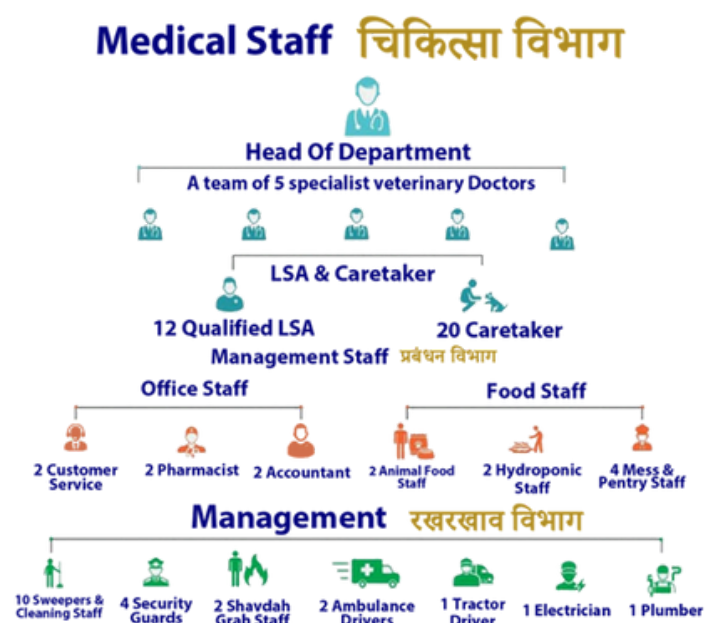 Medical Staff चिकित्सा विभाग
Head Of Department
A team of 5 specialist veterinary Doctors
LSA & Caretaker
12 Qualified LSA
20 Caretaker
Management Staff प्रबंधन विभाग
Office Staff
Food Staff
2 Customer
Service
2 Pharmacist
2 Accountant
2 Animal Food
Staff
2 Hydroponic
Staff
4 Mess &
Pentry Staff
Management रखरखाव विभाग
10 Sweepers &
Cleaning Staff
4 Security
Guards
2 Shavdah
Grah Staff
2 Ambulance
Drivers
1 Tractor
Driver
1 Electrician
1 Plumber